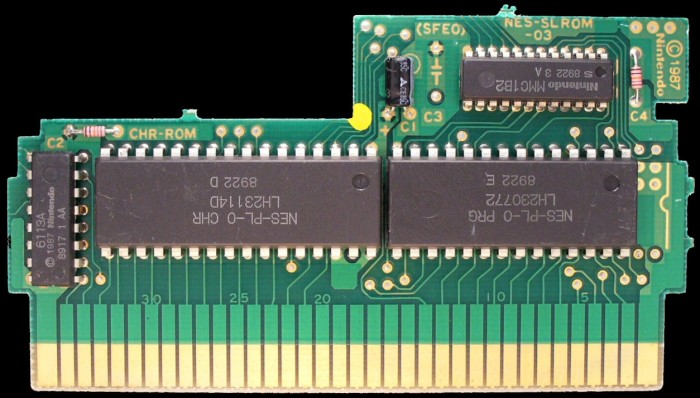 NES-SLROM
-03
(SFEO)
© 1987
Nintendo
Nintendo MMC1B2
S 8922 3 A
C1
C3
C4
C2
CHR-ROM
6113A
© 1987 Nintendo
8917 1 AA
NES-PL-0 CHR
LH23114D
8922 D
NES-PL-0 PRG
LH230772
8922 E
30
25
20
10
5